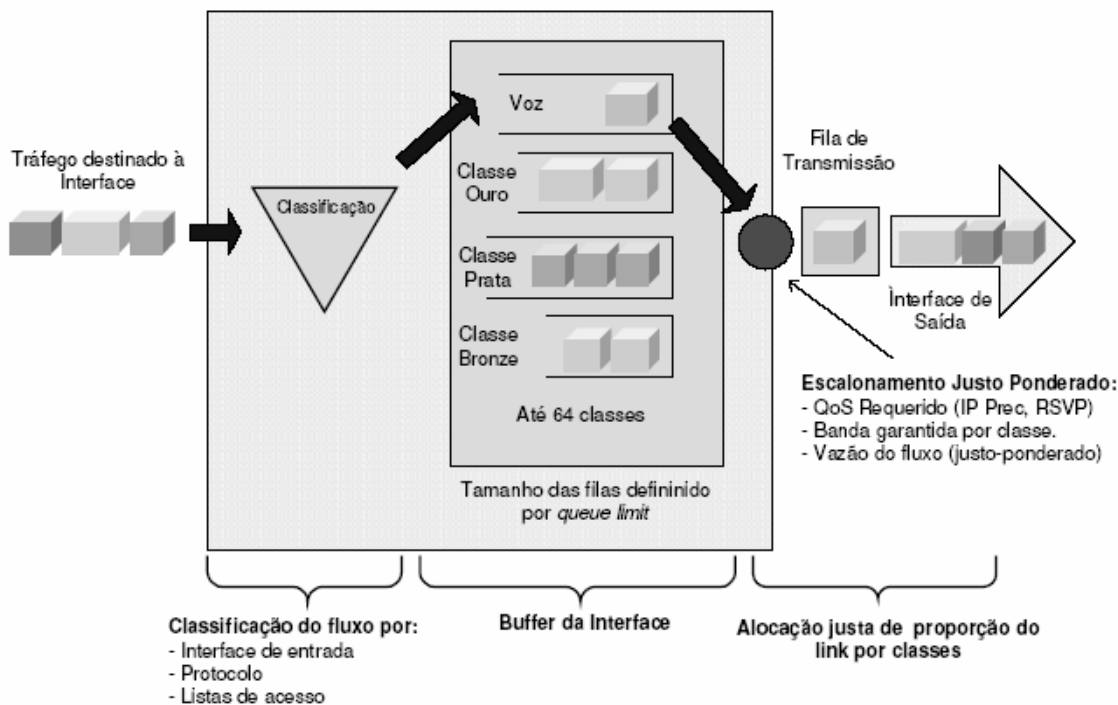 Tráfego destinado à
Interface
Classificação
Voz
Classe
Ouro
Classe
Prata
Classe
Bronze
Até 64 classes
Tamanho das filas defininido
por queue limit
Fila de
Transmissão
Ìnterface de
Saída
Escalonamento Justo Ponderado:
- QoS Requerido (IP Prec, RSVP)
- Banda garantida por classe.
- Vazão do fluxo (justo-ponderado)
Classificação do fluxo por:
- Interface de entrada
- Protocolo
- Listas de acesso
Buffer da Interface
Alocação justa de proporção do
link por classes